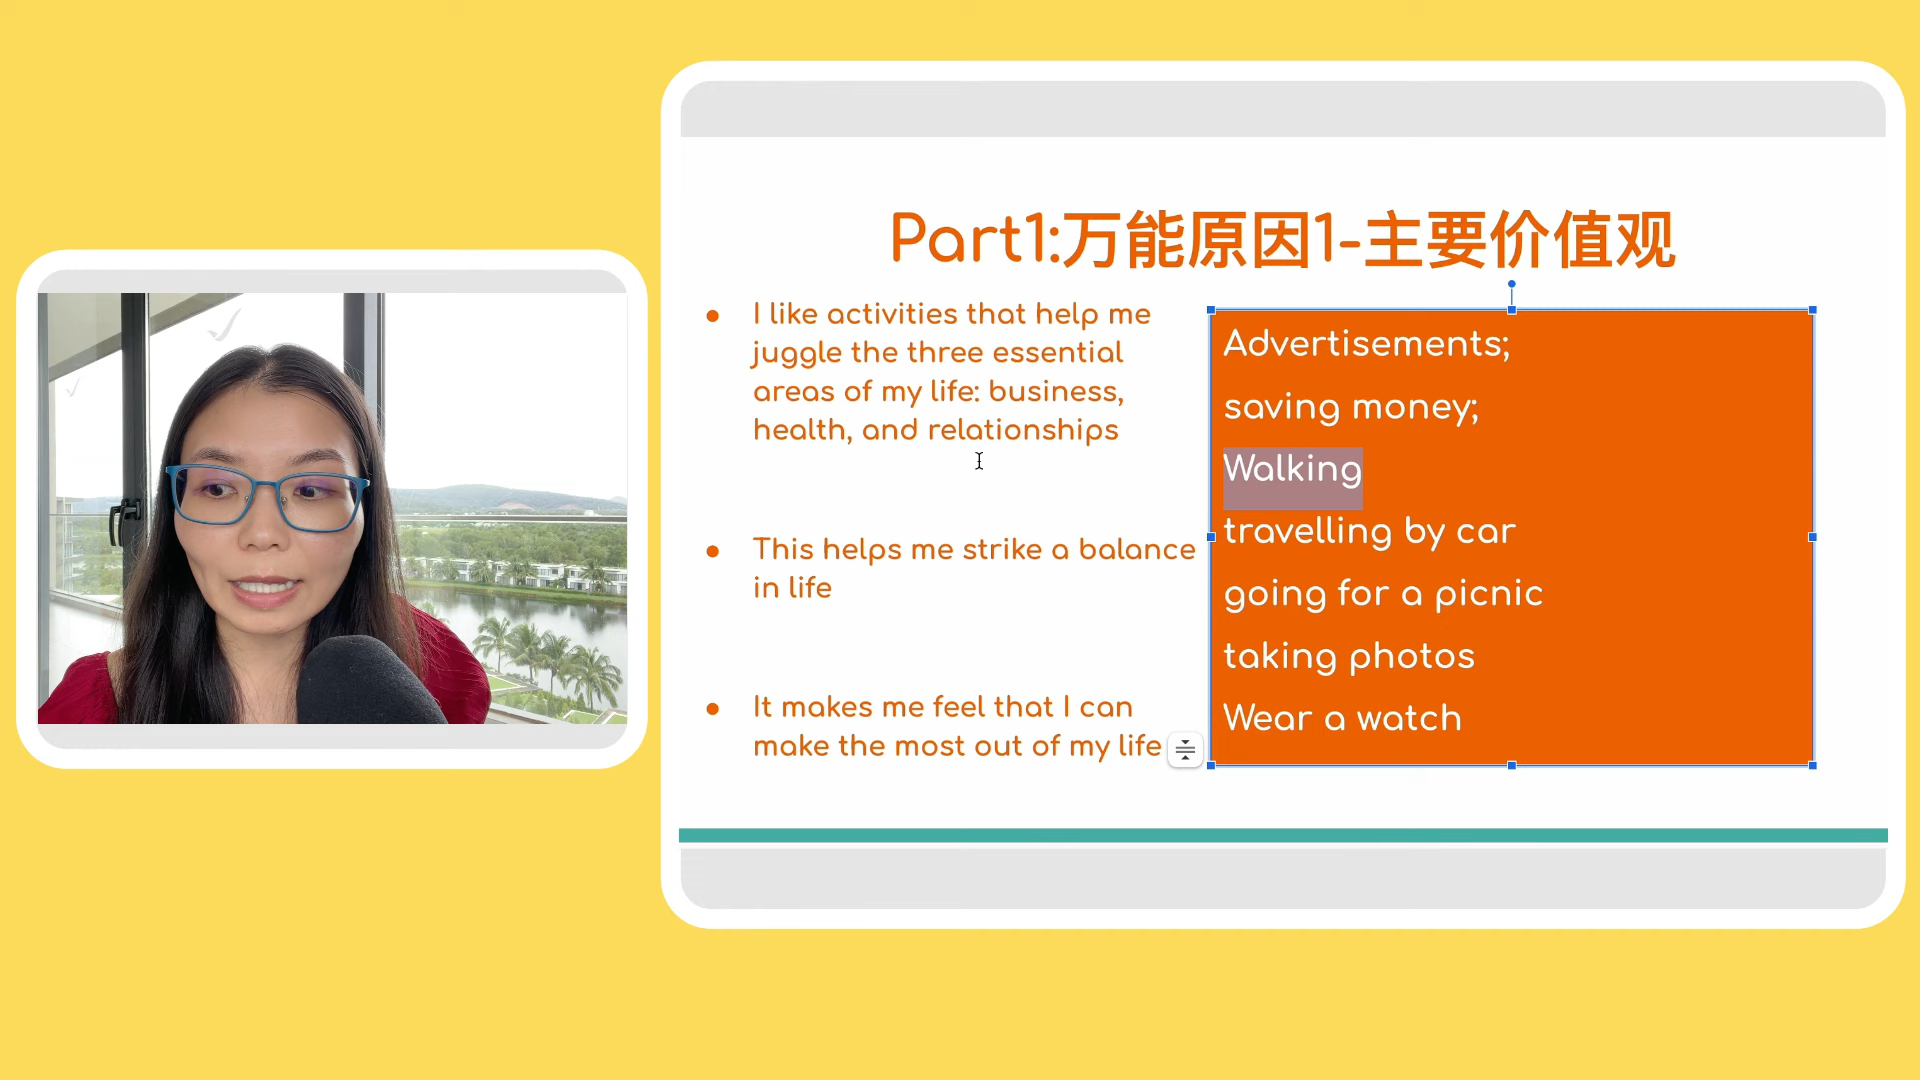 Part1:万能原因1-主要价值观
● I like activities that help me
juggle the three essential
areas of my life: business,
health, and relationships
● This helps me strike a balance
in life
● It makes me feel that I can
make the most out of my life
Advertisements;
saving money;
Walking
travelling by car
going for a picnic
taking photos
Wear a watch